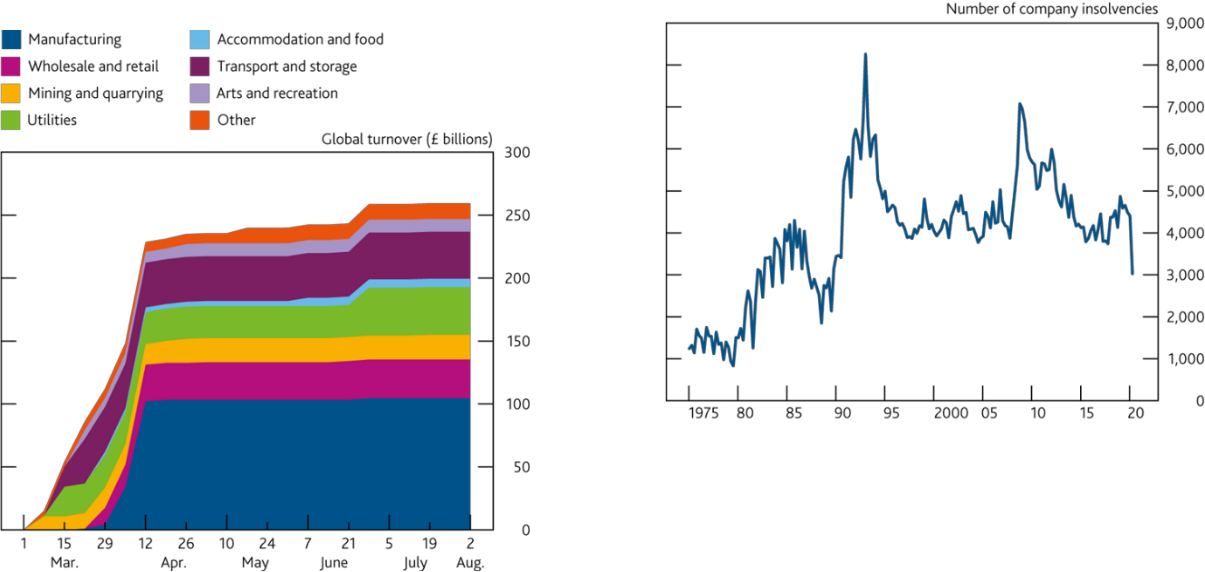 Manufacturing
Wholesale and retail
Mining and quarrying
Utilities
Accommodation and food
Transport and storage
Arts and recreation
Other
Global turnover (£ billions)
300
250
200
150
100
50
0
1 15 29 12 26 10 24 7 21 5 19 2
Mar. Apr. May June July Aug.
Number of company insolvencies
9,000
8,000
7,000
6,000
5,000
4,000
3,000
2,000
1,000
0
1975 80 85 90 95 2000 05 10 15 20